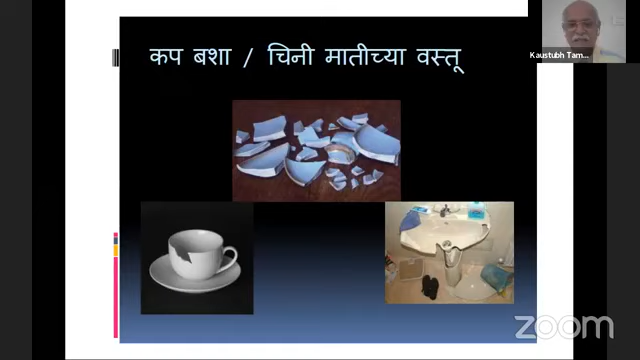 कप बशा / चिनी मातीच्या वस्तू
Kaustubh Tam...
zoom